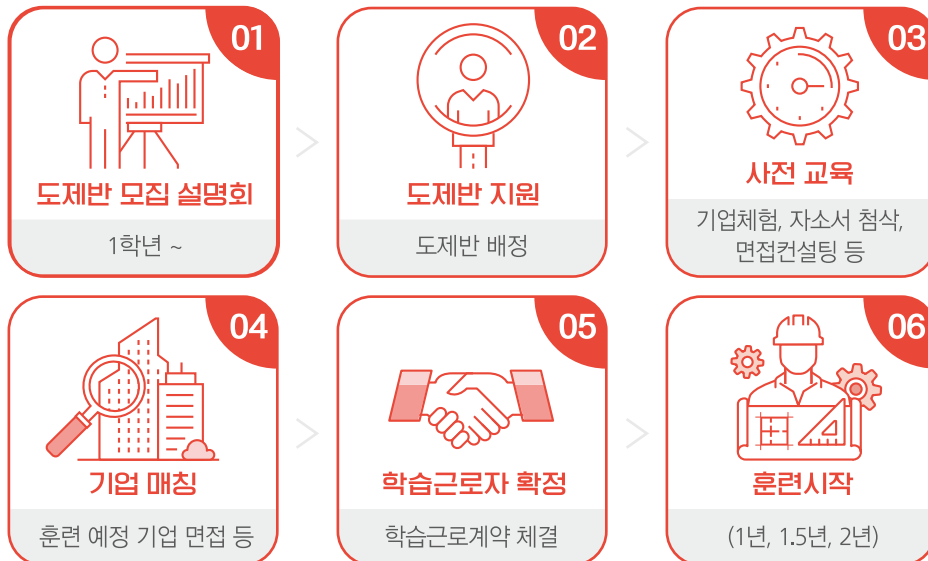 01
도제반 모집 설명회
1학년 ~
02
도제반 지원
도제반 배정
03
사전 교육
기업체험, 자소서 첨삭,
면접컨설팅 등
04
기업 매칭
훈련 예정 기업 면접 등
05
학습근로자 확정
학습근로계약 체결
06
훈련시작
(1년, 1.5년, 2년)